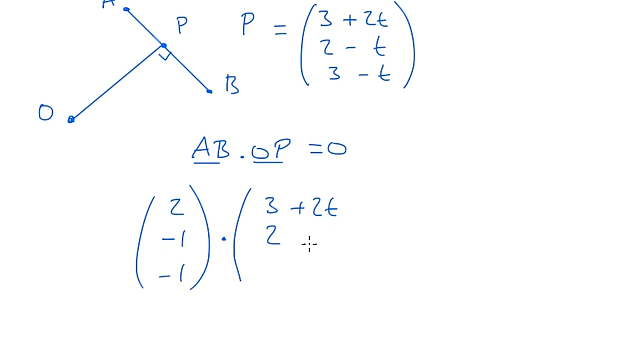 A
P
P = ( 3 + 2t
2 - t
3 - t )
B
O
AB . OP = 0
( 2
-1
-1 ) · ( 3 + 2t
2